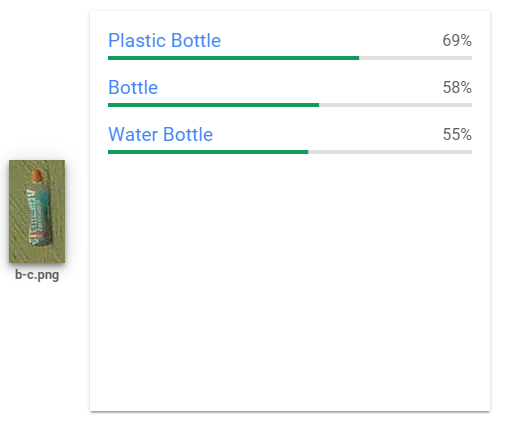 Plastic Bottle 69%
Bottle 58%
Water Bottle 55%
b-c.png